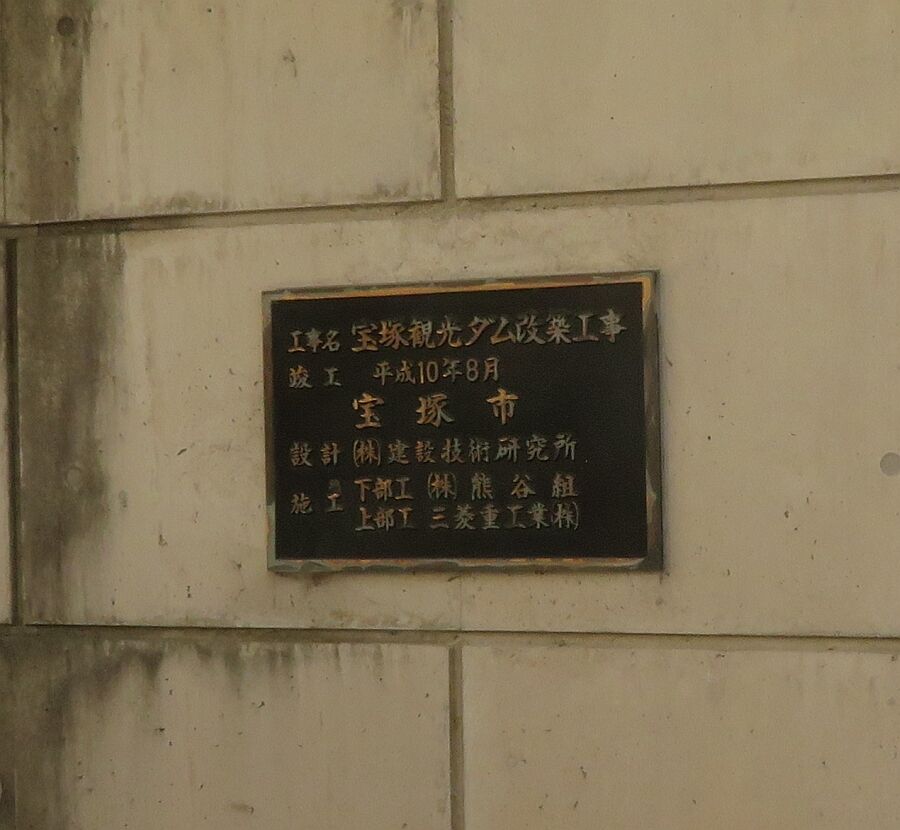 工事名 宝塚観光ダム改築工事
竣工 平成10年8月
宝塚市
設計 ㈱建設技術研究所
施工 下部工 ㈱熊谷組
上部工 三菱重工業㈱